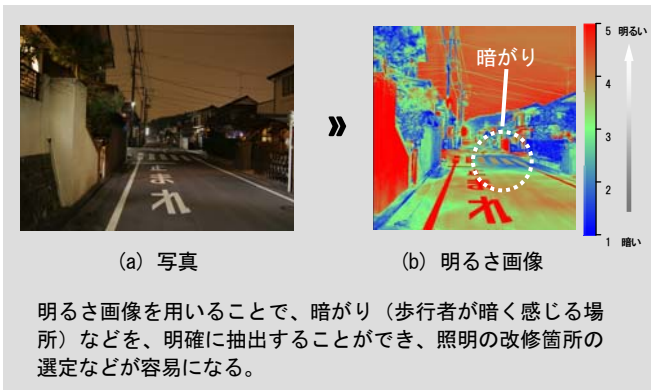 暗がり
5 明るい
4
3
2
1 暗い
止まれ
»
(a) 写真
(b) 明るさ画像
明るさ画像を用いることで、暗がり(歩行者が暗く感じる場
所)などを、明確に抽出することができ、照明の改修箇所の
選定などが容易になる。